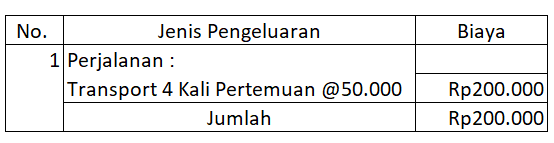 No. Jenis Pengeluaran Biaya
1 Perjalanan :
Transport 4 Kali Pertemuan @50.000 Rp200.000
Jumlah Rp200.000